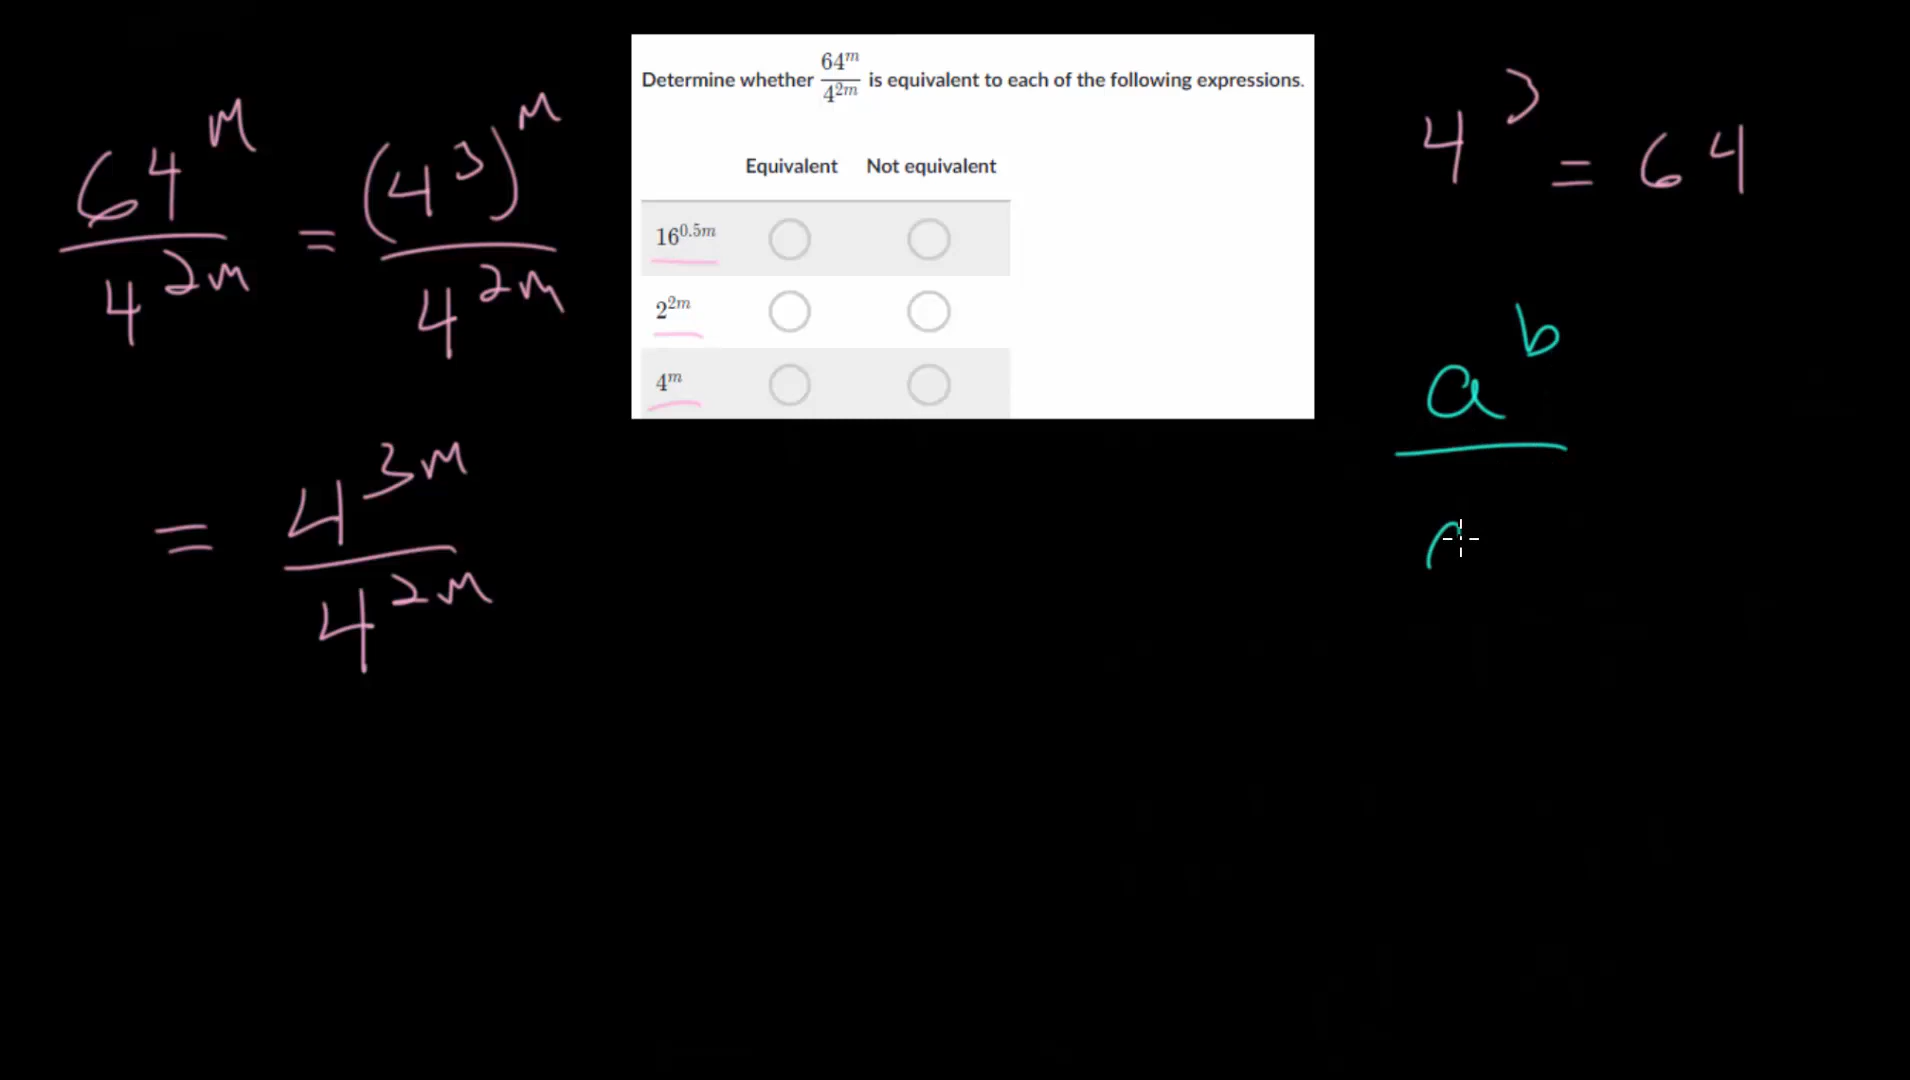 Determine whether 64^m/4^{2m} is equivalent to each of the following expressions.
Equivalent Not equivalent
16^{0.5m}
2^{2m}
4^m
64^m/4^{2m} = (4^3)^m/4^{2m}
= 4^{3m}/4^{2m}
4^3 = 64
a^b